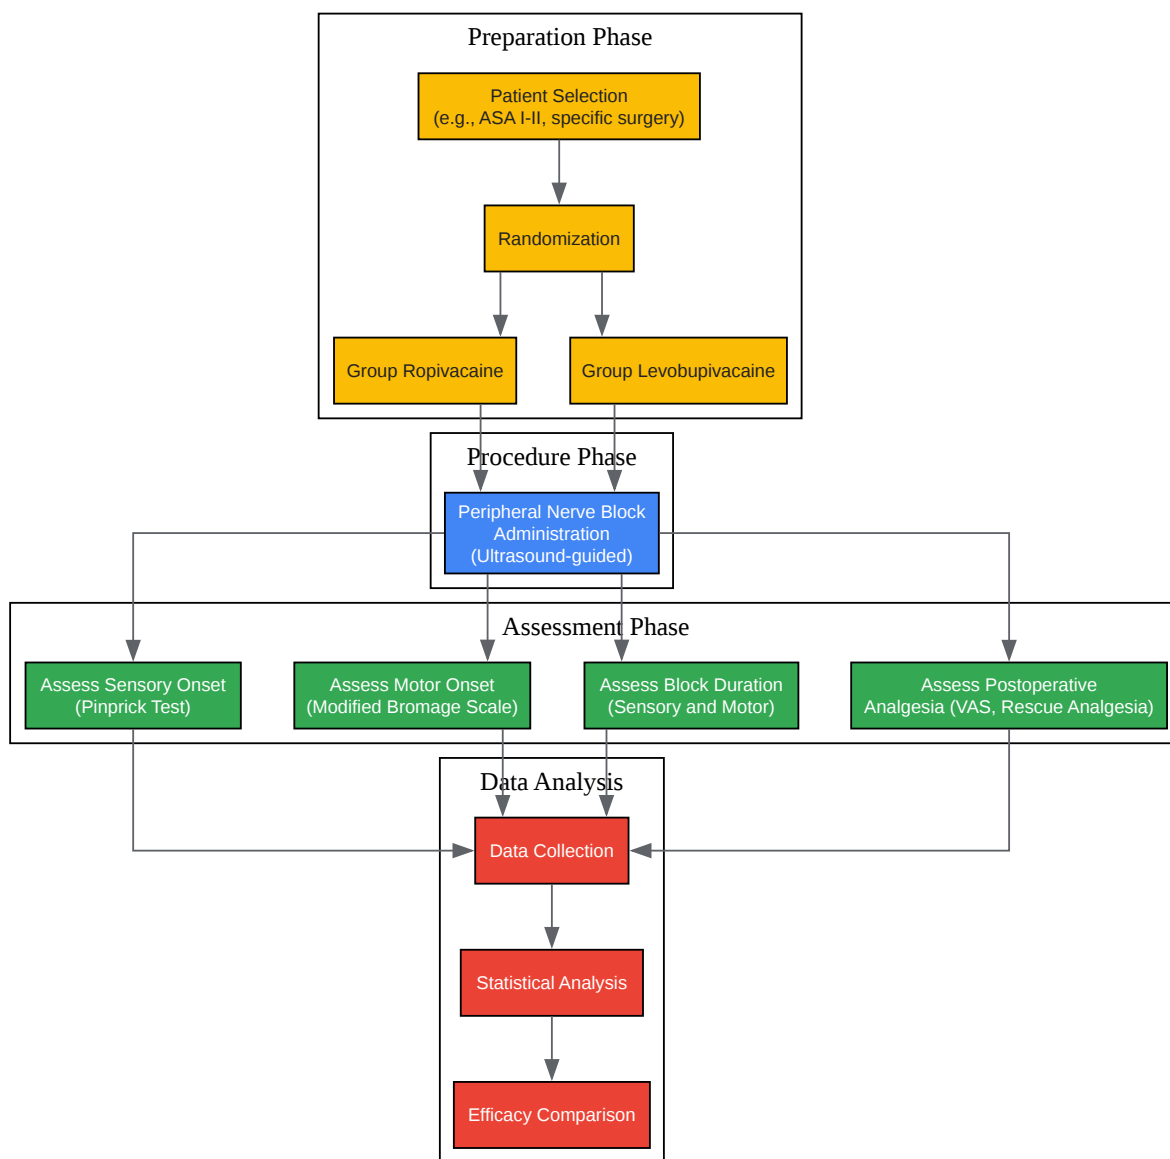 Preparation Phase
Patient Selection
(e.g., ASA I-II, specific surgery)
Randomization
Group Ropivacaine
Group Levobupivacaine
Procedure Phase
Peripheral Nerve Block
Administration
(Ultrasound-guided)
Assessment Phase
Assess Sensory Onset
(Pinprick Test)
Assess Motor Onset
(Modified Bromage Scale)
Assess Block Duration
(Sensory and Motor)
Assess Postoperative
Analgesia (VAS, Rescue Analgesia)
Data Analysis
Data Collection
Statistical Analysis
Efficacy Comparison